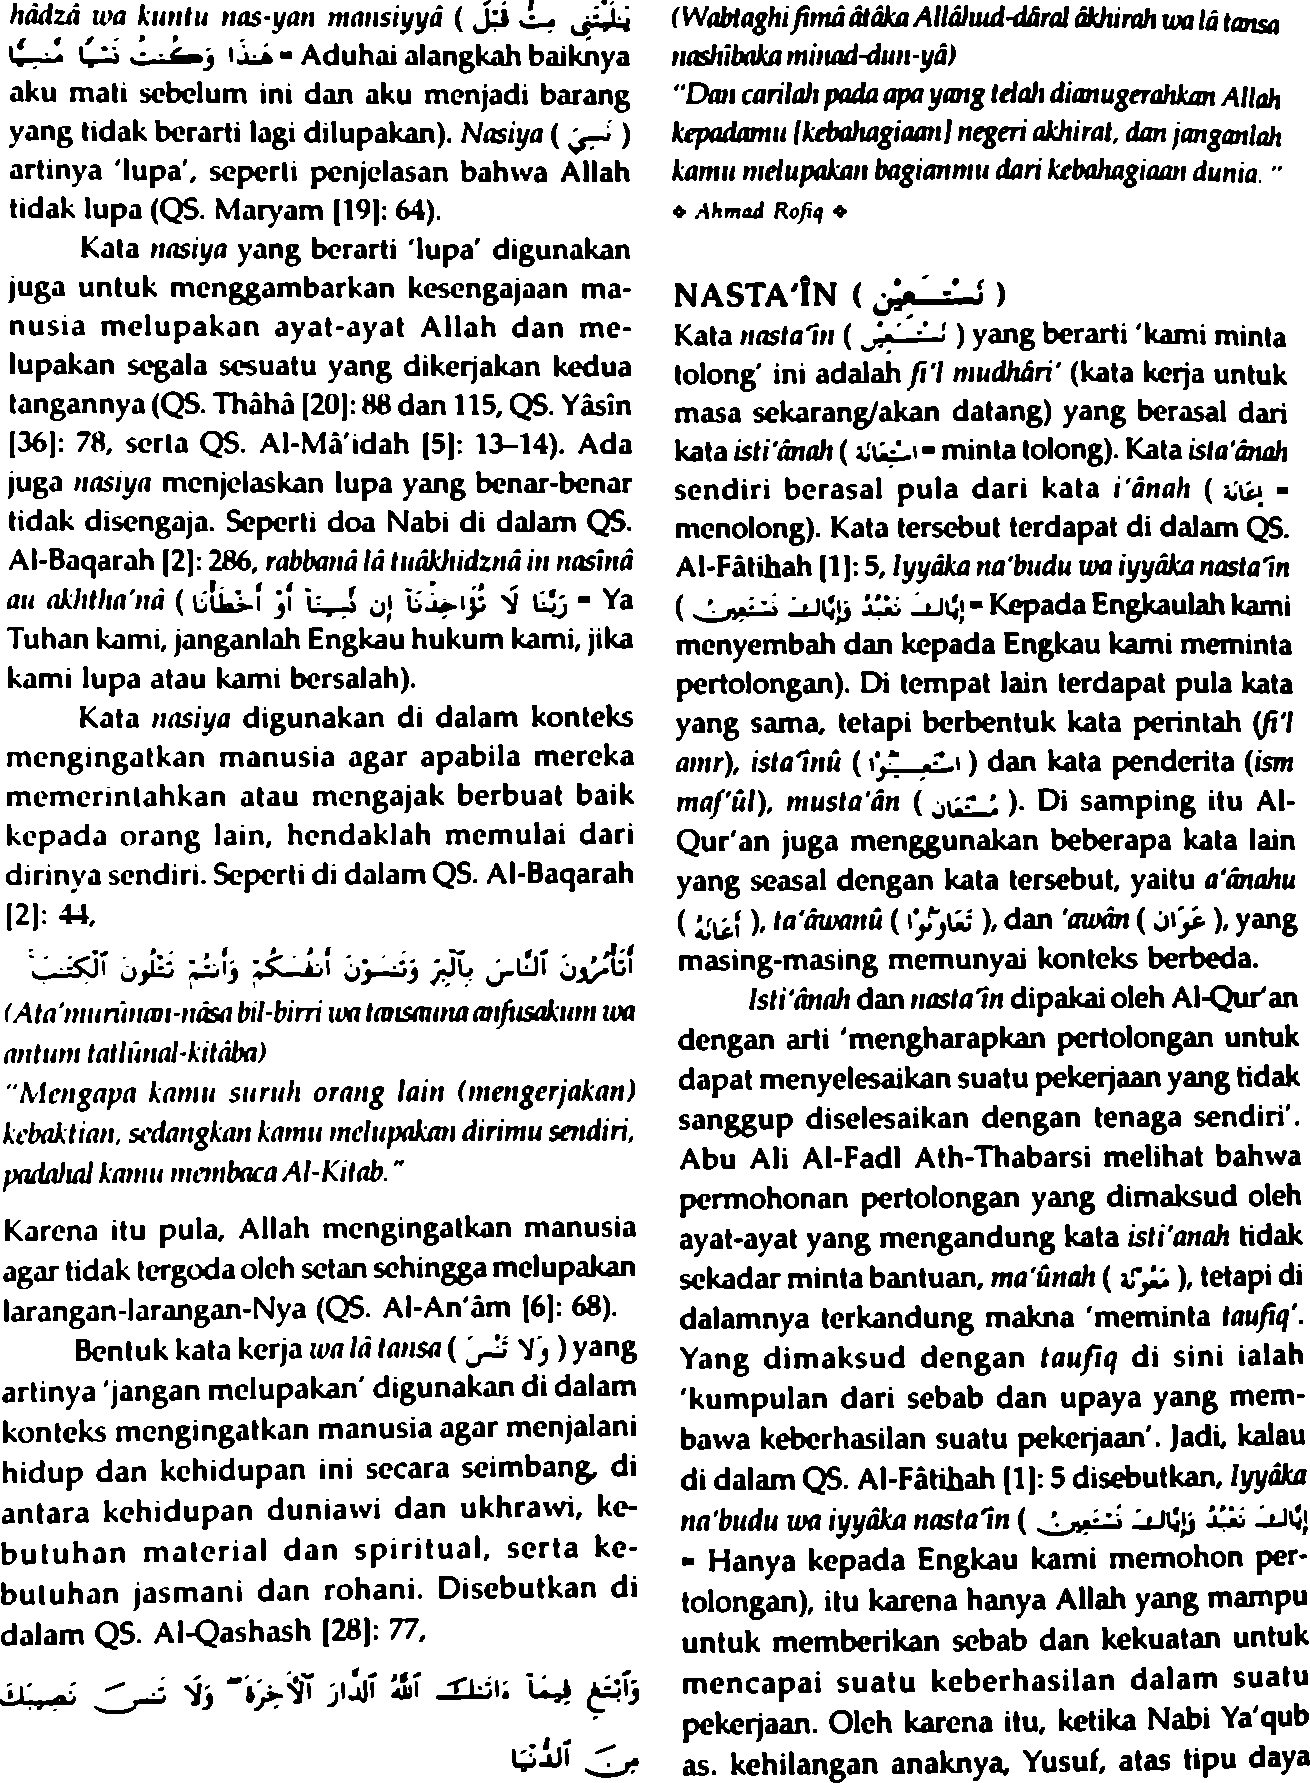 hâdzâ wa kuntu nas-yan mansiyyâ ( يَـٰلَيْتَنِى مِتُّ قَبْلَ
هَـٰذَا وَكُنتُ نَسْيًا مَّنسِيًّا = Aduhai alangkah baiknya
aku mati sebelum ini dan aku menjadi barang
yang tidak berarti lagi dilupakan). Nasiya ( نَسِيَ )
artinya 'lupa', seperti penjelasan bahwa Allah
tidak lupa (QS. Maryam [19]: 64).
Kata nasiya yang berarti 'lupa' digunakan
juga untuk menggambarkan kesengajaan ma-
nusia melupakan ayat-ayat Allah dan me-
lupakan segala sesuatu yang dikerjakan kedua
tangannya (QS. Thâhâ [20]: 88 dan 115, QS. Yâsîn
[36]: 78, serta QS. Al-Mâ'idah [5]: 13–14). Ada
juga nasiya menjelaskan lupa yang benar-benar
tidak disengaja. Seperti doa Nabi di dalam QS.
Al-Baqarah [2]: 286, rabbanâ lâ tuâkhidznâ in nasînâ
au akhtha'nâ ( رَبَّنَا لَا تُؤَاخِذْنَا إِن نَّسِينَا أَوْ أَخْطَأْنَا = Ya
Tuhan kami, janganlah Engkau hukum kami, jika
kami lupa atau kami bersalah).
Kata nasiya digunakan di dalam konteks
mengingatkan manusia agar apabila mereka
memerintahkan atau mengajak berbuat baik
kepada orang lain, hendaklah memulai dari
dirinya sendiri. Seperti di dalam QS. Al-Baqarah
[2]: 44,
أَتَأْمُرُونَ ٱلنَّاسَ بِٱلْبِرِّ وَتَنسَوْنَ أَنفُسَكُمْ وَأَنتُمْ تَتْلُونَ ٱلْكِتَـٰبَ
(Ata'murûnan-nâsa bil-birri wa tansauna anfusakum wa
antum tatlûnal-kitâba)
"Mengapa kamu suruh orang lain (mengerjakan)
kebaktian, sedangkan kamu melupakan dirimu sendiri,
padahal kamu membaca Al-Kitab."
Karena itu pula, Allah mengingatkan manusia
agar tidak tergoda oleh setan sehingga melupakan
larangan-larangan-Nya (QS. Al-An'âm [6]: 68).
Bentuk kata kerja wa lâ tansa ( وَلَا تَنْسَ ) yang
artinya 'jangan melupakan' digunakan di dalam
konteks mengingatkan manusia agar menjalani
hidup dan kehidupan ini secara seimbang, di
antara kehidupan duniawi dan ukhrawi, ke-
butuhan material dan spiritual, serta ke-
butuhan jasmani dan rohani. Disebutkan di
dalam QS. Al-Qashash [28]: 77,
وَٱبْتَغِ فِيمَآ ءَاتَىٰكَ ٱللَّهُ ٱلدَّارَ ٱلْـَٔاخِرَةَ ۖ وَلَا تَنسَ نَصِيبَكَ
مِنَ ٱلدُّنْيَا
(Wabtaghi fîmâ âtâka Allâhud-dâral âkhirah wa lâ tansa
nashîbaka minad-dun-yâ)
"Dan carilah pada apa yang telah dianugerahkan Allah
kepadamu [kebahagiaan] negeri akhirat, dan janganlah
kamu melupakan bagianmu dari kebahagiaan dunia. "
❖ Ahmad Rofiq ❖
NASTA'ÎN ( نَسْتَعِيْن )
Kata nasta'în ( نَسْتَعِيْن ) yang berarti 'kami minta
tolong' ini adalah fi'l mudhâri' (kata kerja untuk
masa sekarang/akan datang) yang berasal dari
kata isti'ânah ( اسْتِعَانَة = minta tolong). Kata ista'ânah
sendiri berasal pula dari kata i'ânah ( إِعَانَة =
menolong). Kata tersebut terdapat di dalam QS.
Al-Fâtihah [1]: 5, Iyyâka na'budu wa iyyâka nasta'în
( إِيَّاكَ نَعْبُدُ وَإِيَّاكَ نَسْتَعِينُ = Kepada Engkaulah kami
menyembah dan kepada Engkau kami meminta
pertolongan). Di tempat lain terdapat pula kata
yang sama, tetapi berbentuk kata perintah (fi'l
amr), ista'înû ( اسْتَعِيْنُوْا ) dan kata penderita (ism
maf'ûl), musta'ân ( مُسْتَعَان ). Di samping itu Al-
Qur'an juga menggunakan beberapa kata lain
yang seasal dengan kata tersebut, yaitu a'ânahu
( أَعَانَهُ ), ta'âwanû ( تَعَاوَنُوْا ), dan 'awân ( عَوَان ), yang
masing-masing memunyai konteks berbeda.
Isti'ânah dan nasta'în dipakai oleh Al-Qur'an
dengan arti 'mengharapkan pertolongan untuk
dapat menyelesaikan suatu pekerjaan yang tidak
sanggup diselesaikan dengan tenaga sendiri'.
Abu Ali Al-Fadl Ath-Thabarsi melihat bahwa
permohonan pertolongan yang dimaksud oleh
ayat-ayat yang mengandung kata isti'anah tidak
sekadar minta bantuan, ma'ûnah ( مَعُوْنَة ), tetapi di
dalamnya terkandung makna 'meminta taufiq'.
Yang dimaksud dengan taufiq di sini ialah
'kumpulan dari sebab dan upaya yang mem-
bawa keberhasilan suatu pekerjaan'. Jadi, kalau
di dalam QS. Al-Fâtihah [1]: 5 disebutkan, Iyyâka
na'budu wa iyyâka nasta'în ( إِيَّاكَ نَعْبُدُ وَإِيَّاكَ نَسْتَعِينُ
= Hanya kepada Engkau kami memohon per-
tolongan), itu karena hanya Allah yang mampu
untuk memberikan sebab dan kekuatan untuk
mencapai suatu keberhasilan dalam suatu
pekerjaan. Oleh karena itu, ketika Nabi Ya'qub
as. kehilangan anaknya, Yusuf, atas tipu daya